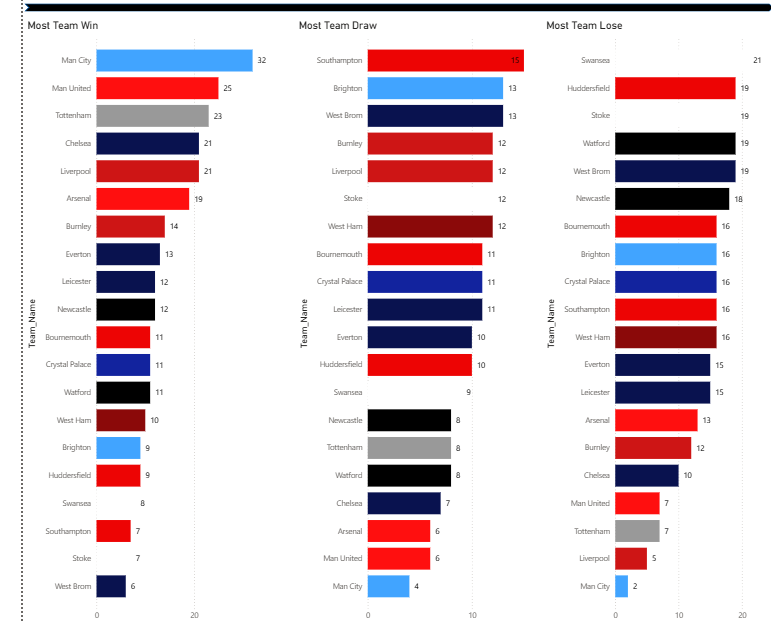 Most Team Win
Man City 32
Man United 25
Tottenham 23
Chelsea 21
Liverpool 21
Arsenal 19
Burnley 14
Everton 13
Leicester 12
Newcastle 12
Bournemouth 11
Crystal Palace 11
Watford 11
West Ham 10
Brighton 9
Huddersfield 9
Swansea 8
Southampton 7
Stoke 7
West Brom 6
Team_Name
0 20
Most Team Draw
Southampton 15
Brighton 13
West Brom 13
Burnley 12
Liverpool 12
Stoke 12
West Ham 12
Bournemouth 11
Crystal Palace 11
Leicester 11
Everton 10
Huddersfield 10
Swansea 9
Newcastle 8
Tottenham 8
Watford 8
Chelsea 7
Arsenal 6
Man United 6
Man City 4
Team_Name
0 10
Most Team Lose
Swansea 21
Huddersfield 19
Stoke 19
Watford 19
West Brom 19
Newcastle 18
Bournemouth 16
Brighton 16
Crystal Palace 16
Southampton 16
West Ham 16
Everton 15
Leicester 15
Arsenal 13
Burnley 12
Chelsea 10
Man United 7
Tottenham 7
Liverpool 5
Man City 2
Team_Name
0 10 20